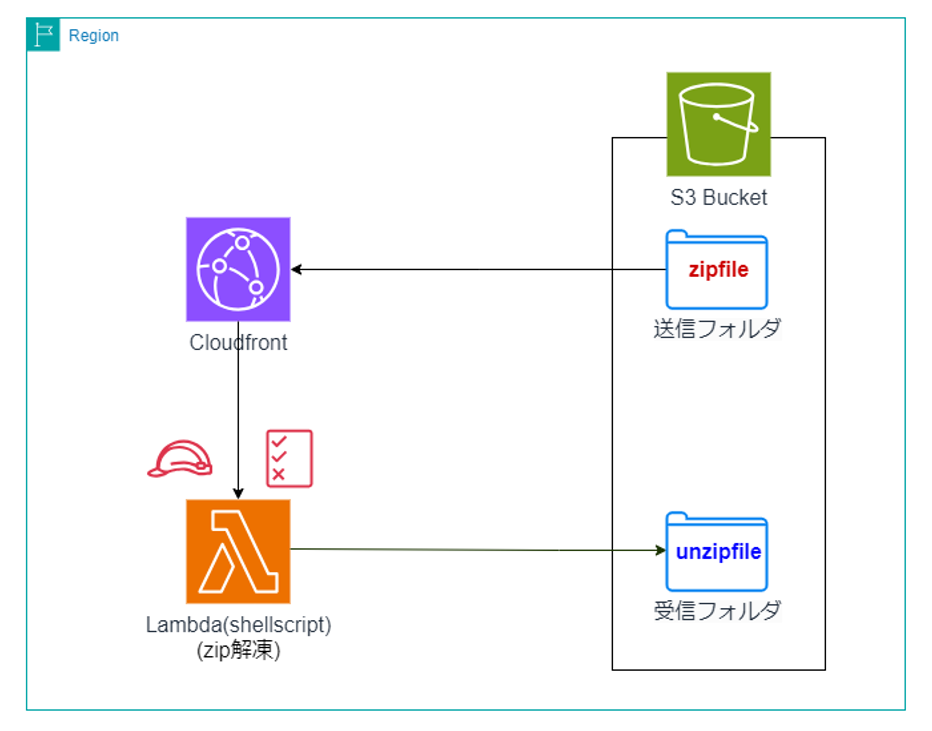 Region
S3 Bucket
zipfile
送信フォルダ
Cloudfront
unzipfile
受信フォルダ
Lambda(shellscript)
(zip解凍)